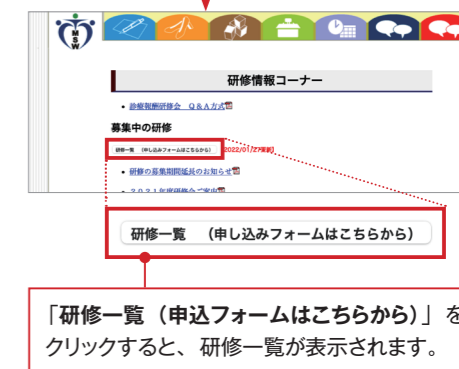 MSW
研修情報コーナー
• 診療報酬研修会 Q&A方式
募集中の研修
研修一覧 （申し込みフォームはこちらから） 2022/01/27更新
• 研修の募集期間延長のお知らせ
• 2021年度研修会ご案内
研修一覧 （申し込みフォームはこちらから）
「研修一覧（申込フォームはこちらから）」を
クリックすると、研修一覧が表示されます。